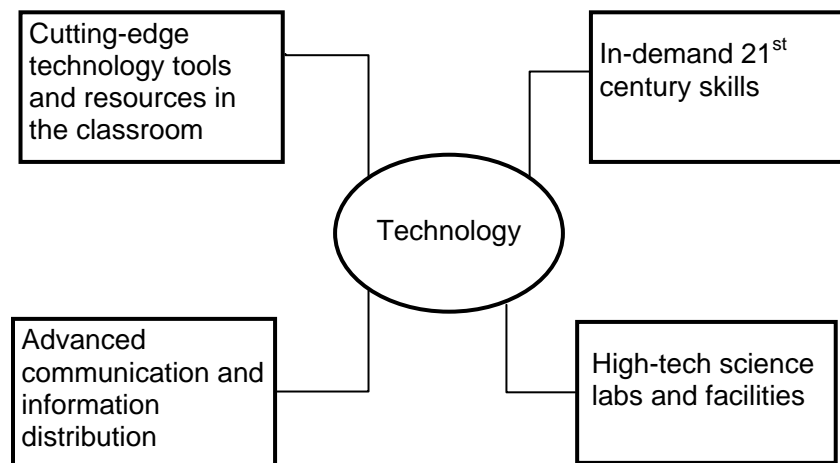 Cutting-edge
technology tools
and resources in
the classroom
In-demand 21st
century skills
Technology
Advanced
communication and
information
distribution
High-tech science
labs and facilities